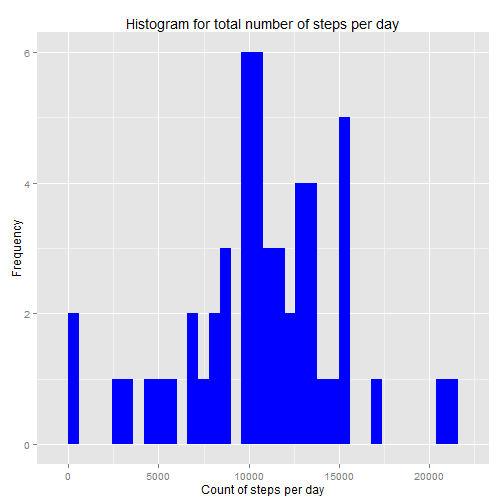 Histogram for total number of steps per day
Frequency
6
4
2
0
0 5000 10000 15000 20000
Count of steps per day